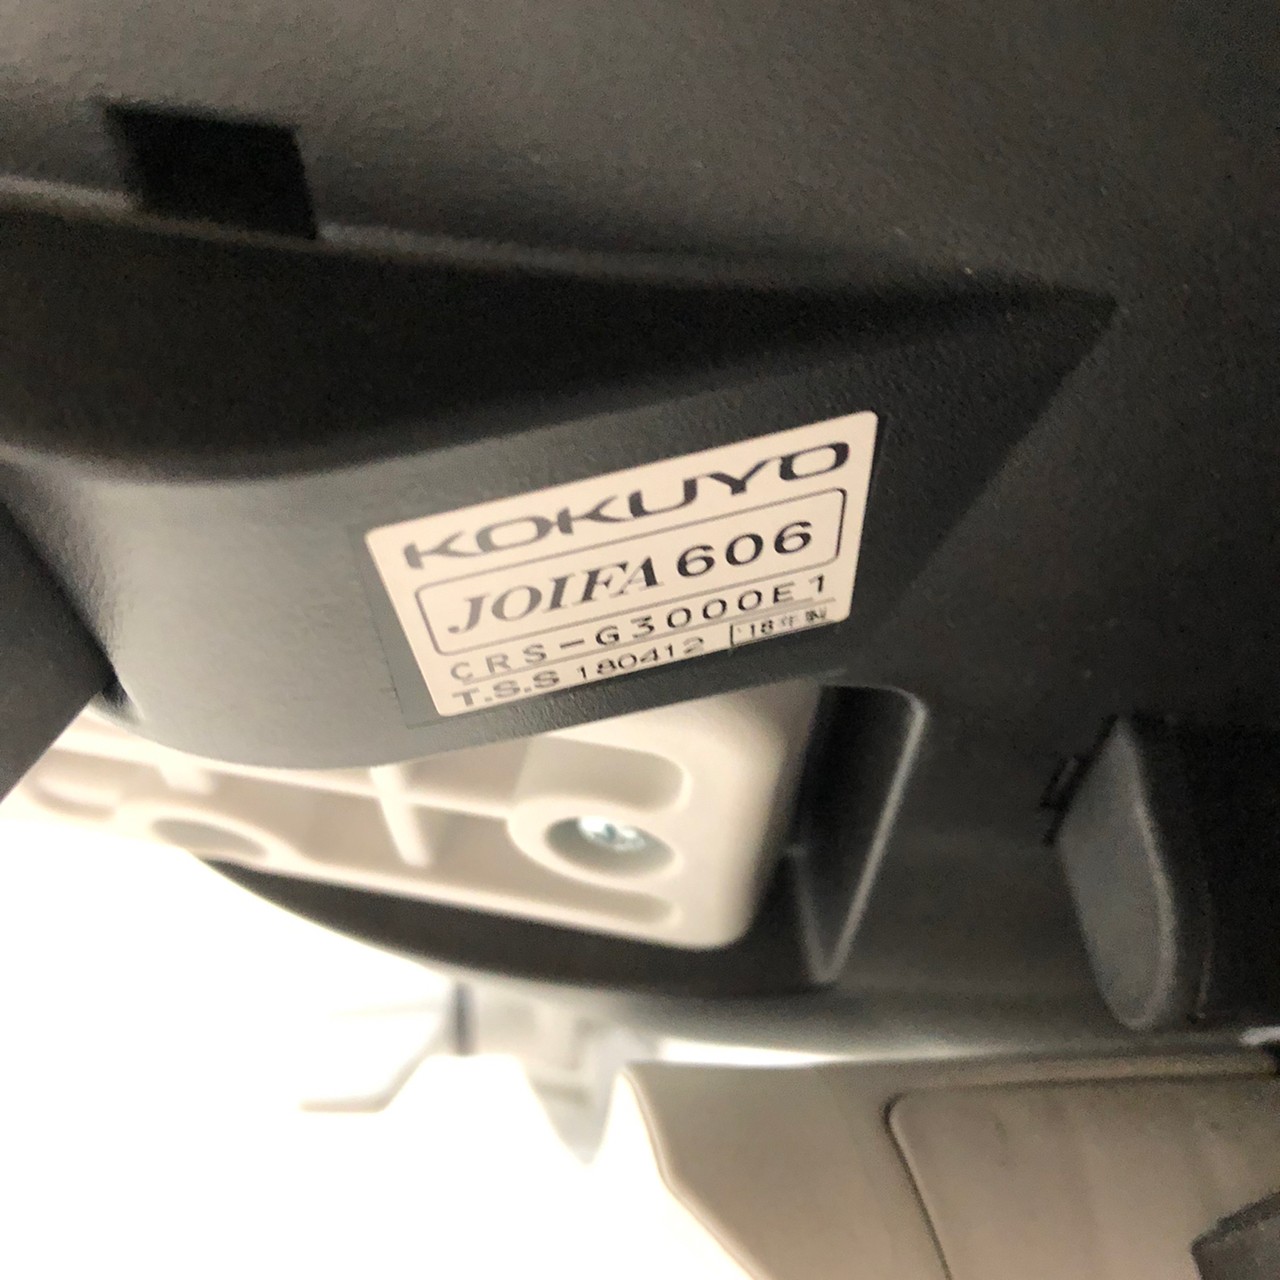 KOKUYO
JOIFA 606
CRS-G3000E1
T.S.S 180412 '18年製